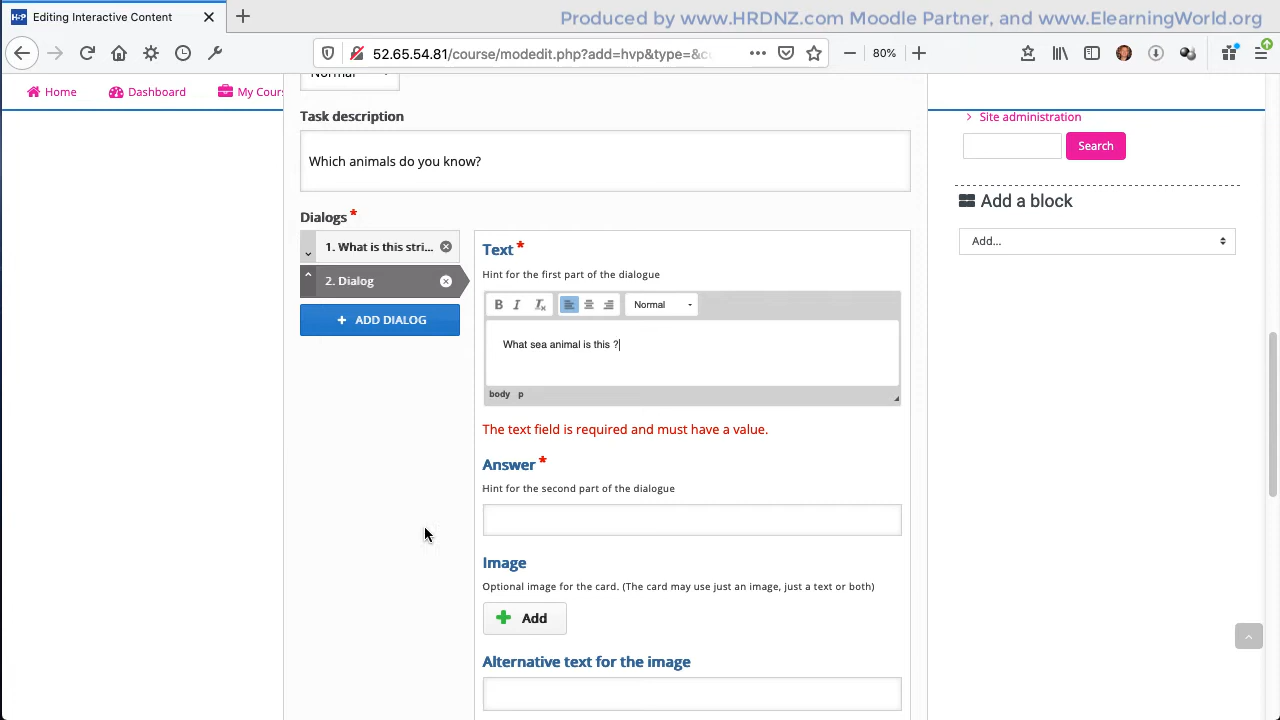 H-P Editing Interactive Content
Produced by www.HRDNZ.com Moodle Partner, and www.ElearningWorld.org
52.65.54.81/course/modedit.php?add=hvp&type=&c
80%
Home
Dashboard
My Cour
Normal
Site administration
Search
Task description
Which animals do you know?
Add a block
Add...
Dialogs *
1. What is this stri...
2. Dialog
ADD DIALOG
Text *
Hint for the first part of the dialogue
B I Tx Normal
What sea animal is this ?
body p
The text field is required and must have a value.
Answer *
Hint for the second part of the dialogue
Image
Optional image for the card. (The card may use just an image, just a text or both)
Add
Alternative text for the image